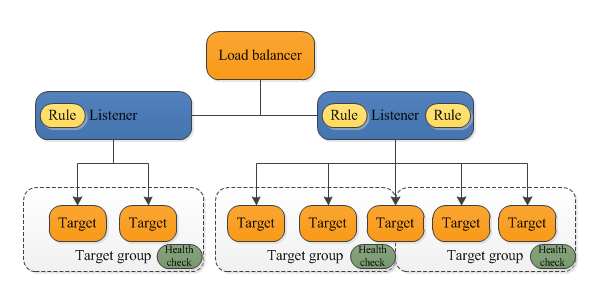 Load balancer
Rule Listener
Rule Listener Rule
Target Target
Target Target Target Target Target
Target group Health check
Target group Health check
Target group Health check